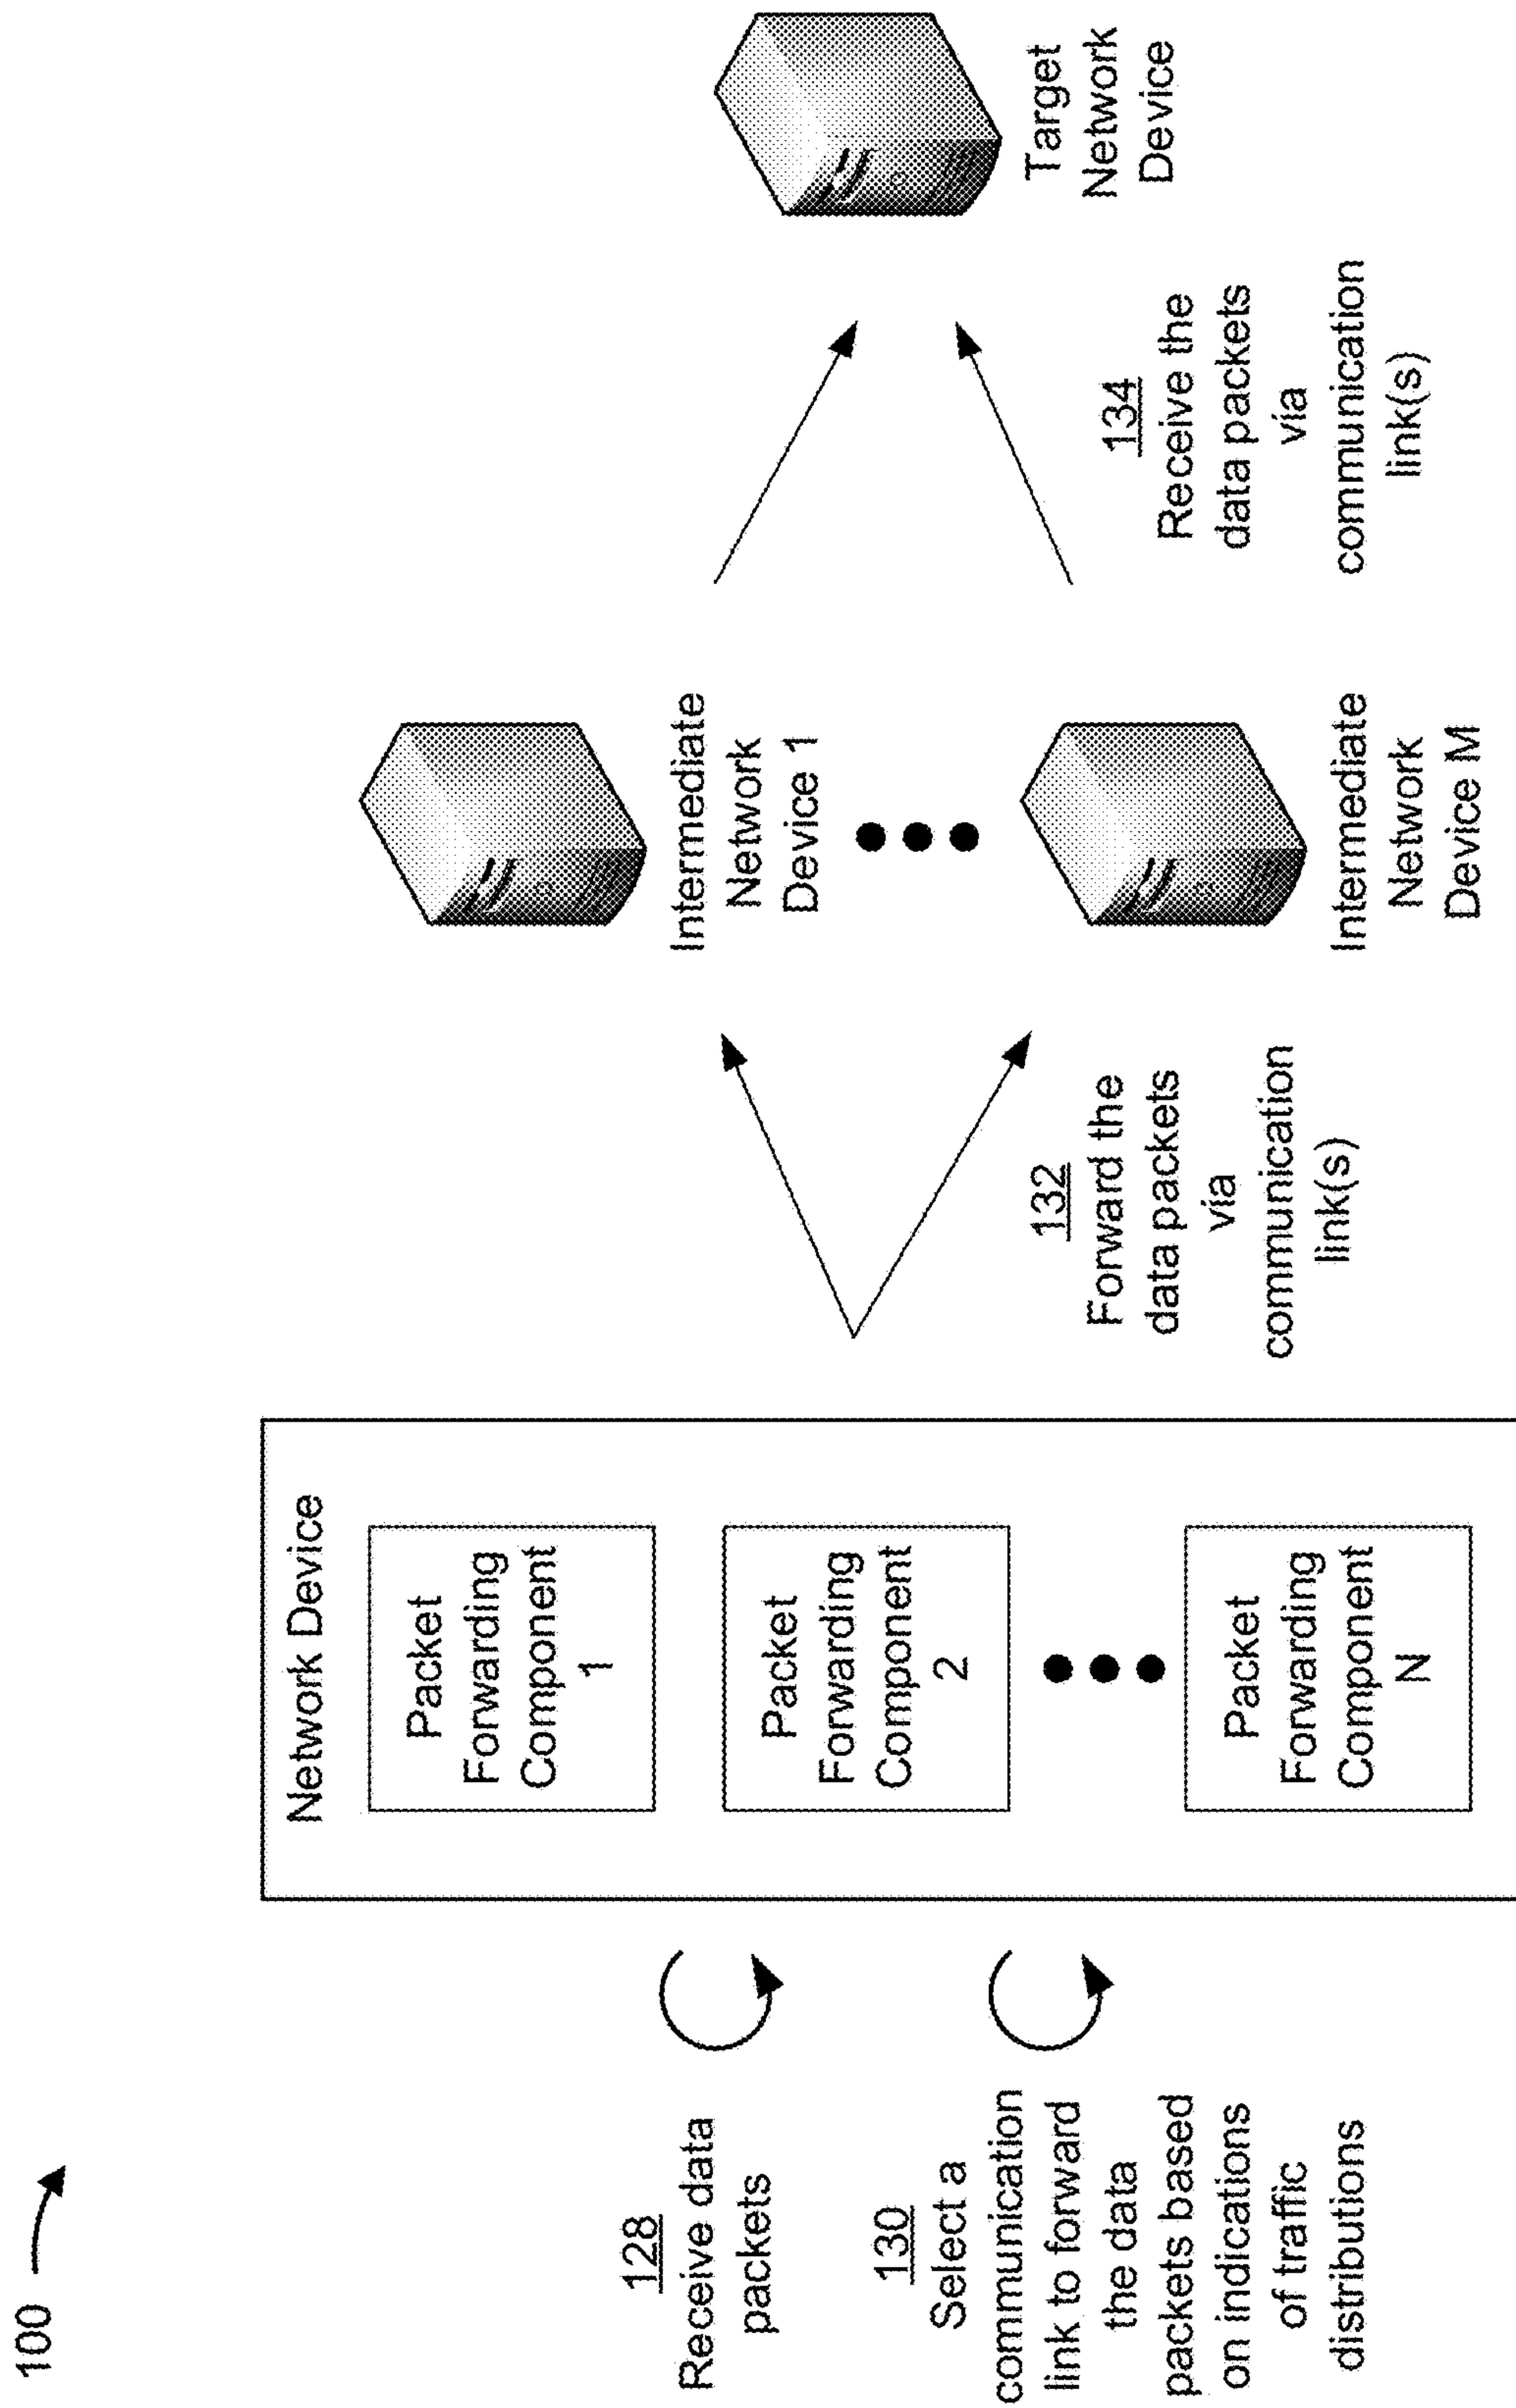 100
128
Receive data
packets
130
Select a
communication
link to forward
the data
packets based
on indications
of traffic
distributions
Network Device
Packet
Forwarding
Component
1
Packet
Forwarding
Component
2
Packet
Forwarding
Component
N
132
Forward the
data packets
via
communication
link(s)
Intermediate
Network
Device 1
Intermediate
Network
Device M
134
Receive the
data packets
via
communication
link(s)
Target
Network
Device